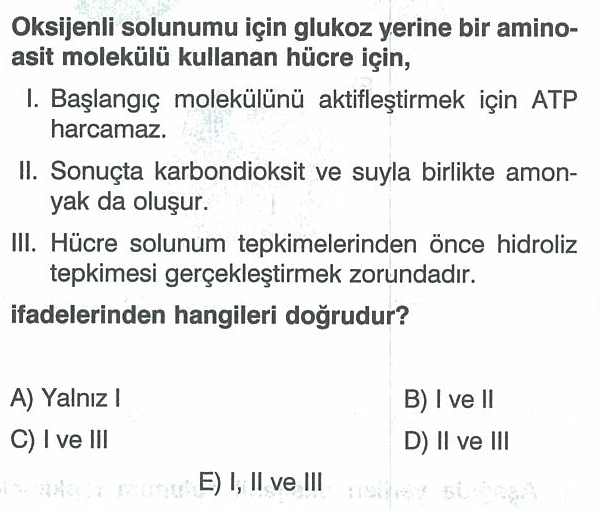 Oksijenli solunumu için glukoz yerine bir amino-
asit molekülü kullanan hücre için,
I. Başlangıç molekülünü aktifleştirmek için ATP
harcamaz.
II. Sonuçta karbondioksit ve suyla birlikte amon-
yak da oluşur.
III. Hücre solunum tepkimelerinden önce hidroliz
tepkimesi gerçekleştirmek zorundadır.
ifadelerinden hangileri doğrudur?
A) Yalnız I
B) I ve II
C) I ve III
D) II ve III
E) I, II ve III